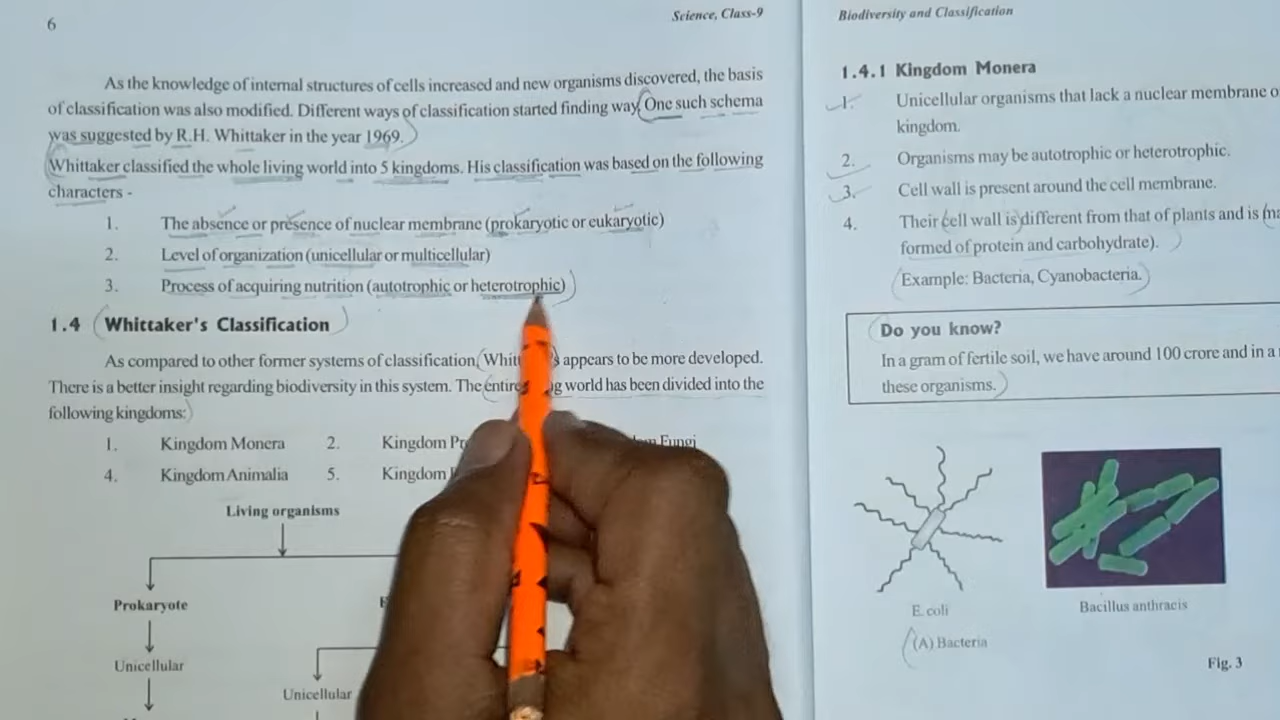 6
Science, Class-9
As the knowledge of internal structures of cells increased and new organisms discovered, the basis
of classification was also modified. Different ways of classification started finding way. One such schema
was suggested by R.H. Whittaker in the year 1969.
Whittaker classified the whole living world into 5 kingdoms. His classification was based on the following
characters -
1. The absence or presence of nuclear membrane (prokaryotic or eukaryotic)
2. Level of organization (unicellular or multicellular)
3. Process of acquiring nutrition (autotrophic or heterotrophic)
1.4 Whittaker's Classification
As compared to other former systems of classification, appears to be more developed.
There is a better insight regarding biodiversity in this system. The world has been divided into the
following kingdoms:
1. Kingdom Monera 2. Kingdom Fungi
4. Kingdom Animalia 5. Kingdom
Living organisms
Prokaryote
Unicellular
Unicellular
Biodiversity and Classification
1.4.1 Kingdom Monera
1. Unicellular organisms that lack a nuclear membrane
kingdom.
2. Organisms may be autotrophic or heterotrophic.
3. Cell wall is present around the cell membrane.
4. Their cell wall is different from that of plants and is
formed of protein and carbohydrate).
Example: Bacteria, Cyanobacteria.
Do you know?
In a gram of fertile soil, we have around 100 crore and in a
these organisms.
E. coli
Bacillus anthracis
(A) Bacteria
Fig. 3